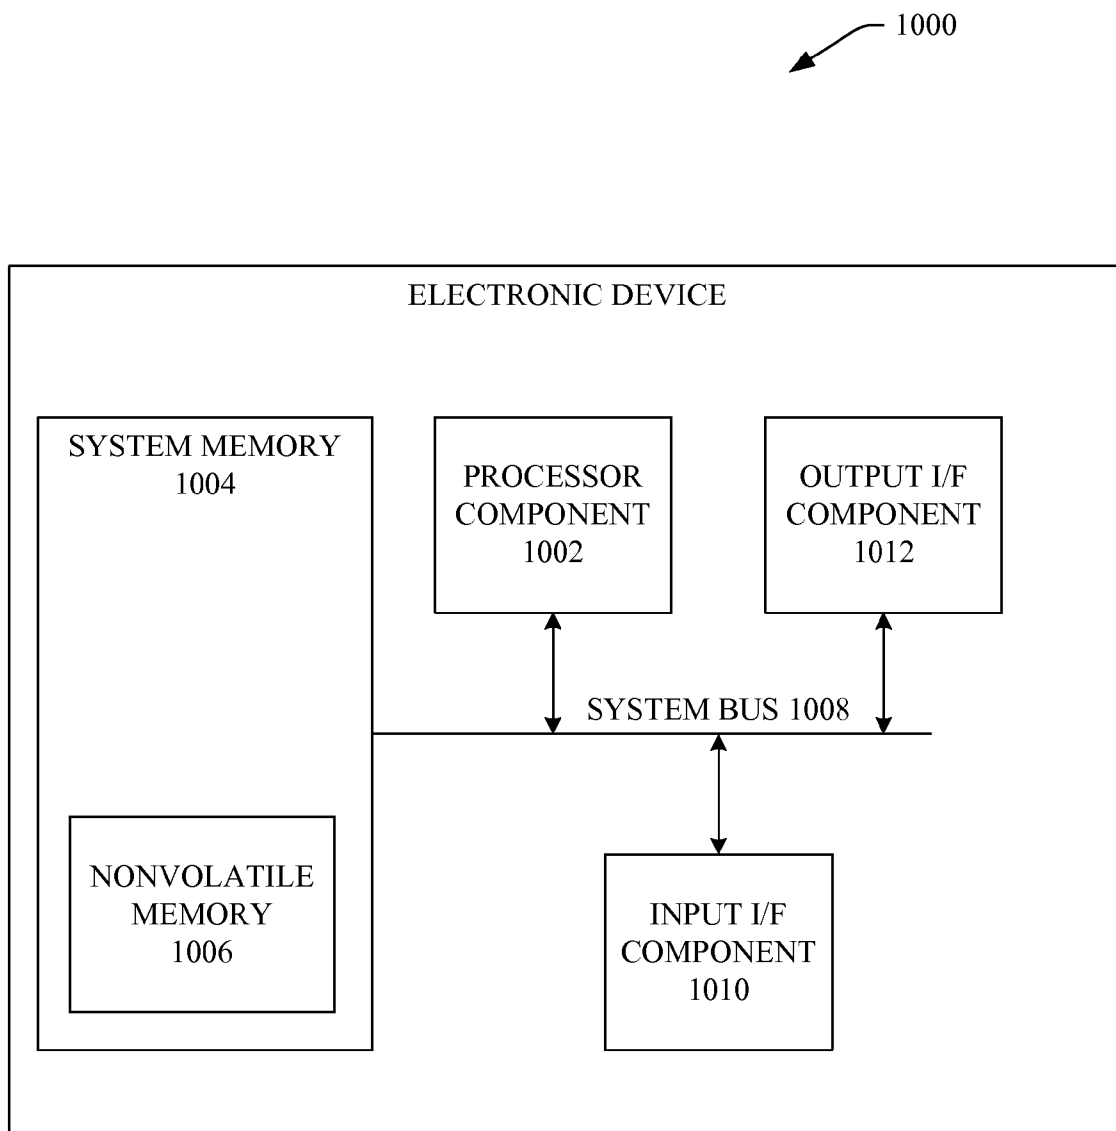 1000
ELECTRONIC DEVICE
SYSTEM MEMORY
1004
PROCESSOR
COMPONENT
1002
OUTPUT I/F
COMPONENT
1012
SYSTEM BUS 1008
NONVOLATILE
MEMORY
1006
INPUT I/F
COMPONENT
1010